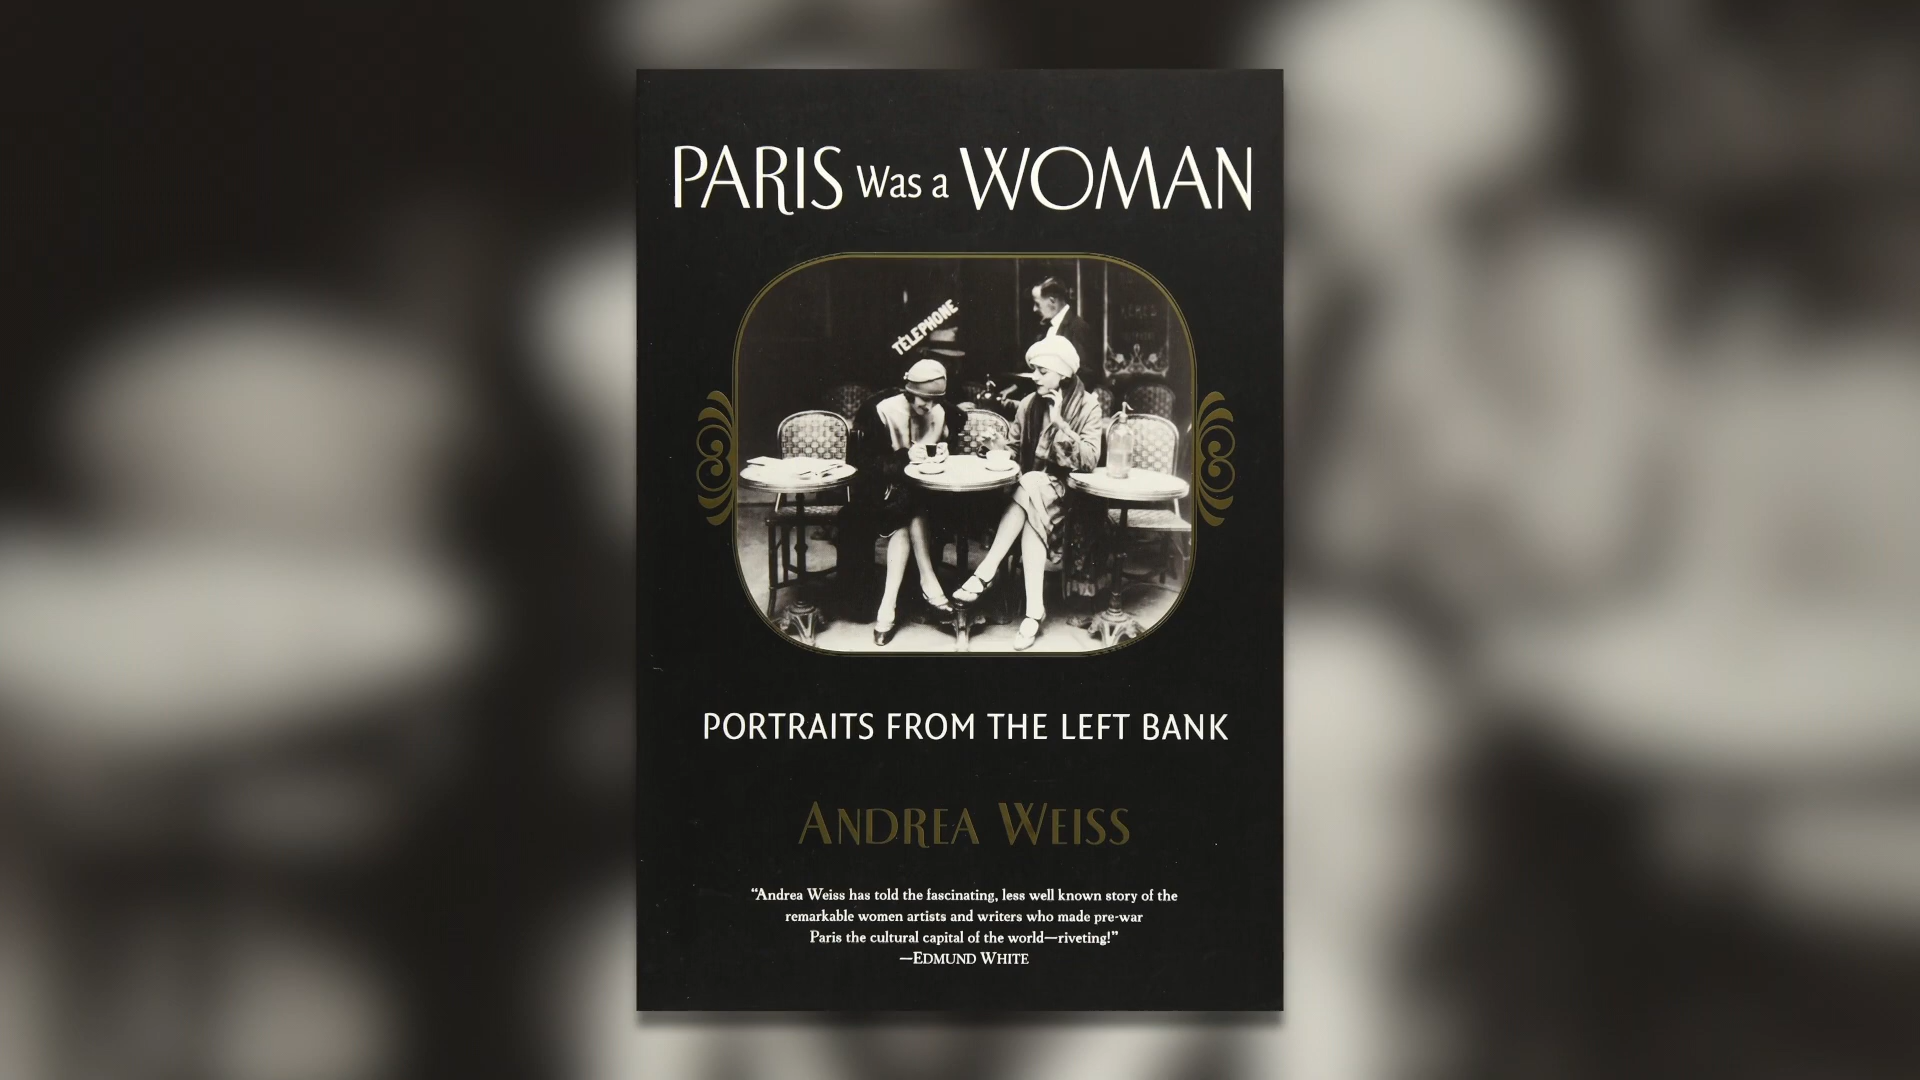 PARIS Was a WOMAN
TÉLEPHONE
PORTRAITS FROM THE LEFT BANK
ANDREA WEISS
“Andrea Weiss has told the fascinating, less well known story of the
remarkable women artists and writers who made pre-war
Paris the cultural capital of the world—riveting!”
—EDMUND WHITE